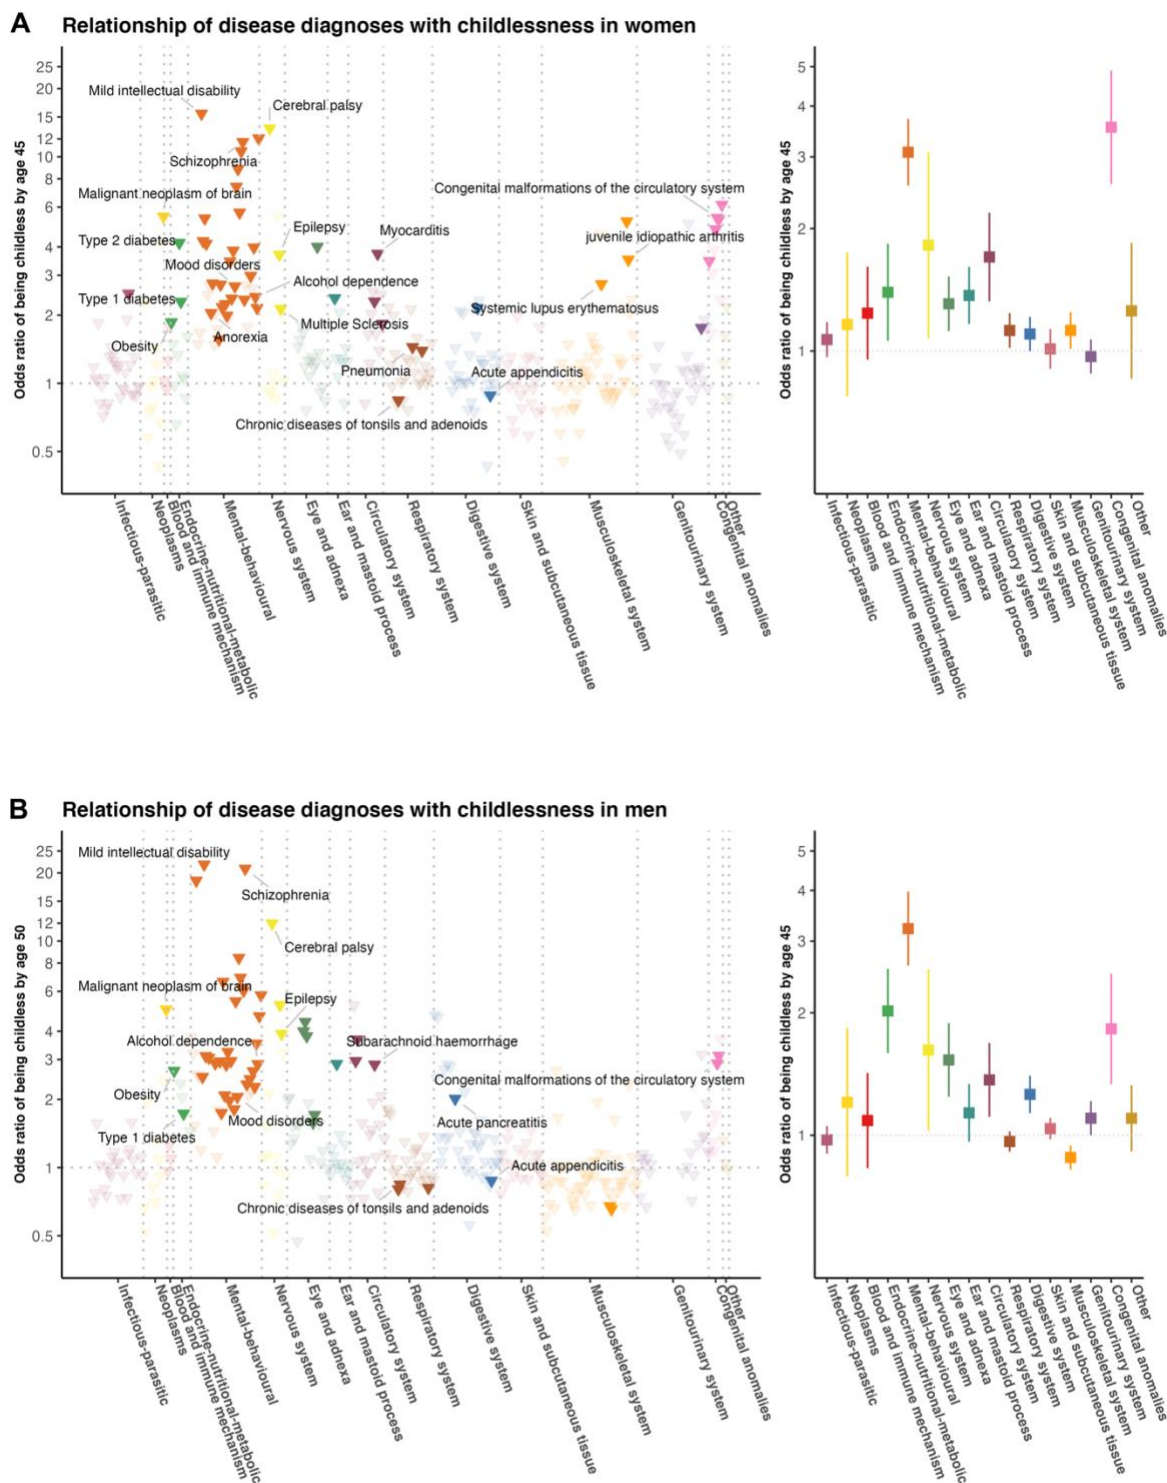 A Relationship of disease diagnoses with childlessness in women
Odds ratio of being childless by age 45
25
20
15
12
10
8
6
4
3
2
1
0.5
Mild intellectual disability
Cerebral palsy
Schizophrenia
Malignant neoplasm of brain
Congenital malformations of the circulatory system
Epilepsy
Myocarditis
Type 2 diabetes
juvenile idiopathic arthritis
Mood disorders
Alcohol dependence
Type 1 diabetes
Systemic lupus erythematosus
Multiple Sclerosis
Anorexia
Obesity
Pneumonia
Acute appendicitis
Chronic diseases of tonsils and adenoids
Infectious-parasitic
Neoplasms
Blood and immune mechanism
Endocrine-nutritional-metabolic
Mental-behavioural
Nervous system
Eye and adnexa
Ear and mastoid process
Circulatory system
Respiratory system
Digestive system
Skin and subcutaneous tissue
Musculoskeletal system
Genitourinary system
Congenital anomalies
Other
Odds ratio of being childless by age 45
5
4
3
2
1
Infectious-parasitic
Neoplasms
Blood and immune mechanism
Endocrine-nutritional-metabolic
Mental-behavioural
Nervous system
Eye and adnexa
Ear and mastoid process
Circulatory system
Respiratory system
Digestive system
Skin and subcutaneous tissue
Musculoskeletal system
Genitourinary system
Congenital anomalies
Other
B Relationship of disease diagnoses with childlessness in men
Odds ratio of being childless by age 50
25
20
15
12
10
8
6
4
3
2
1
0.5
Mild intellectual disability
Schizophrenia
Cerebral palsy
Malignant neoplasm of brain
Epilepsy
Alcohol dependence
Subarachnoid haemorrhage
Congenital malformations of the circulatory system
Obesity
Mood disorders
Acute pancreatitis
Type 1 diabetes
Acute appendicitis
Chronic diseases of tonsils and adenoids
Infectious-parasitic
Neoplasms
Blood and immune mechanism
Endocrine-nutritional-metabolic
Mental-behavioural
Nervous system
Eye and adnexa
Ear and mastoid process
Circulatory system
Respiratory system
Digestive system
Skin and subcutaneous tissue
Musculoskeletal system
Genitourinary system
Congenital anomalies
Other
Odds ratio of being childless by age 45
5
4
3
2
1
Infectious-parasitic
Neoplasms
Blood and immune mechanism
Endocrine-nutritional-metabolic
Mental-behavioural
Nervous system
Eye and adnexa
Ear and mastoid process
Circulatory system
Respiratory system
Digestive system
Skin and subcutaneous tissue
Musculoskeletal system
Genitourinary system
Congenital anomalies
Other